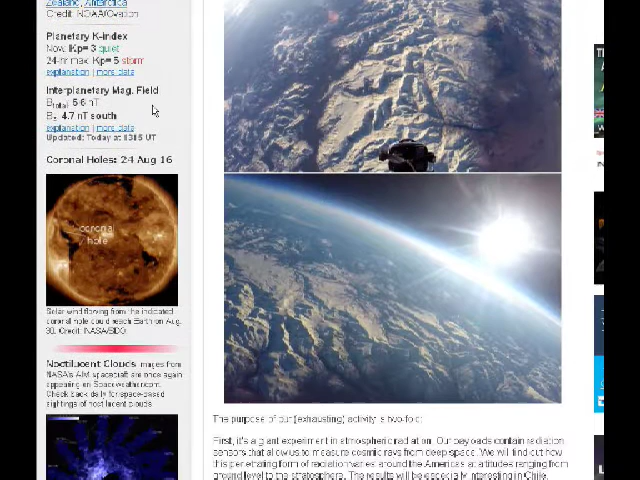 Zealand, Antarctica
Credit: NOAA/Ovation
Planetary K-index
Now: Kp= 3 quiet
24-hr max: Kp= 5 storm
explanation | more data
Interplanetary Mag. Field
Btotal: 6.6 nT
Bz: 4.7 nT south
explanation | more data
Updated: Today at 1315 UT
Coronal Holes: 24 Aug 16
coronal
hole
Solar wind flowing from the indicated
coronal hole could reach Earth on Aug.
30. Credit: NASA/SDO.
Noctilucent Clouds Images from
NASA's AIM spacecraft are once again
appearing on Spaceweather.com.
Check back daily for space-based
sightings of noctilucent clouds.
The purpose of our (exhausting) activity is two-fold:
First, it's a giant experiment in atmospheric radiation. Our payloads contain radiation
sensors that allow us to measure cosmic rays from deep space. We will find out how
this penetrating form of radiation varies around the Americas at altitudes ranging from
ground level to the stratosphere. The results will be especially interesting in Chile,